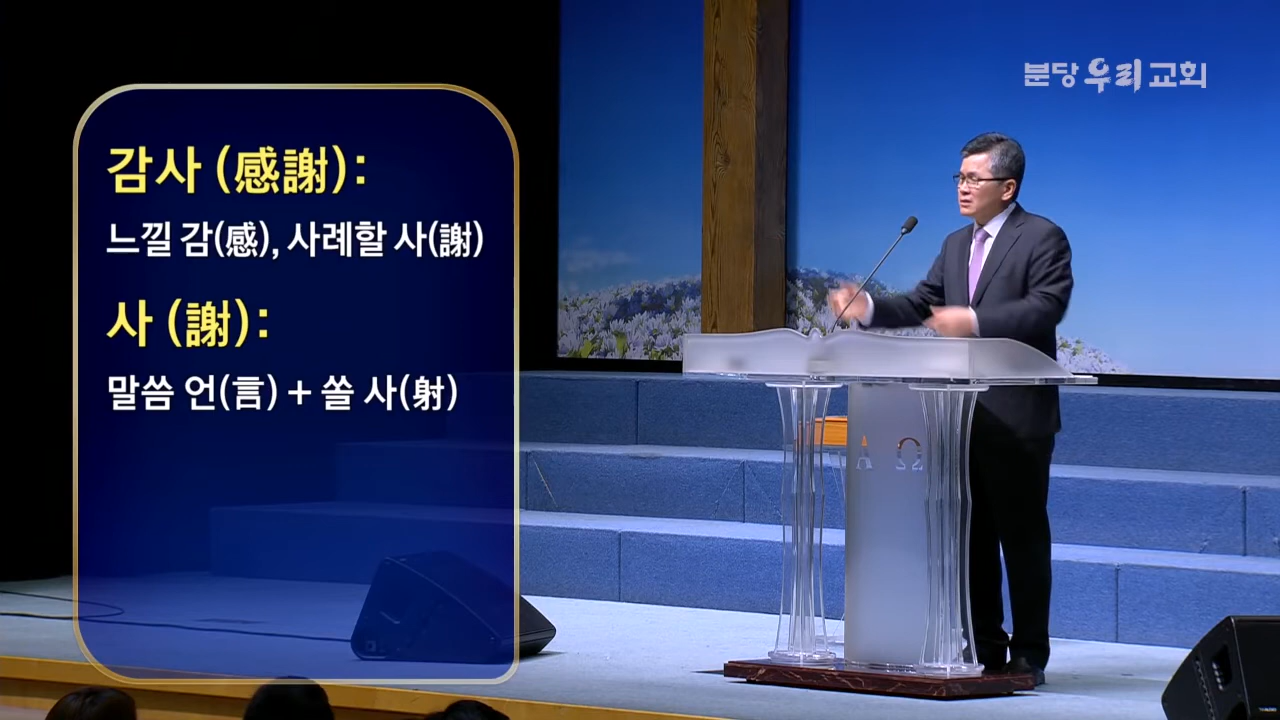 분당우리교회
감사 (感謝):
느낄 감(感), 사례할 사(謝)
사 (謝):
말씀 언(言) + 쏠 사(射)
Α Ω